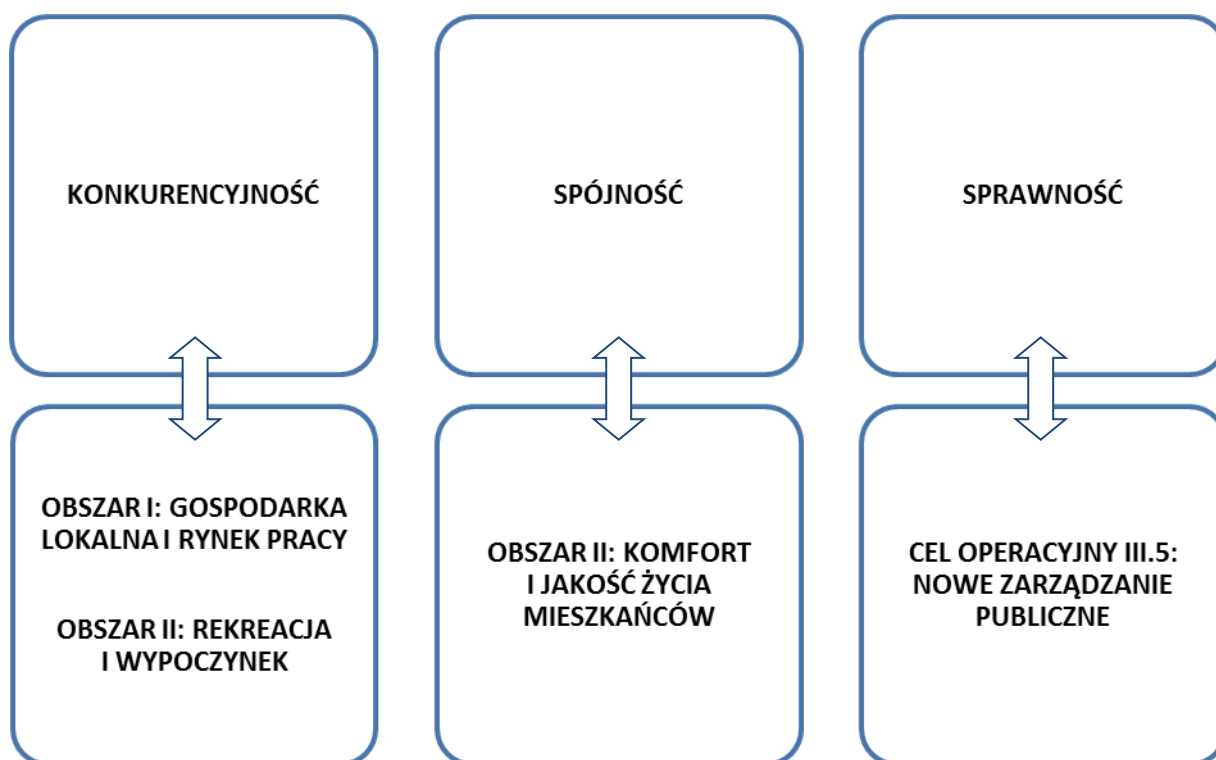 KONKURENCYJNOŚĆ
SPÓJNOŚĆ
SPRAWNOŚĆ
OBSZAR I: GOSPODARKA
LOKALNA I RYNEK PRACY
OBSZAR II: REKREACJA
I WYPOCZYNEK
OBSZAR II: KOMFORT
I JAKOŚĆ ŻYCIA
MIESZKAŃCÓW
CEL OPERACYJNY III.5:
NOWE ZARZĄDZANIE
PUBLICZNE